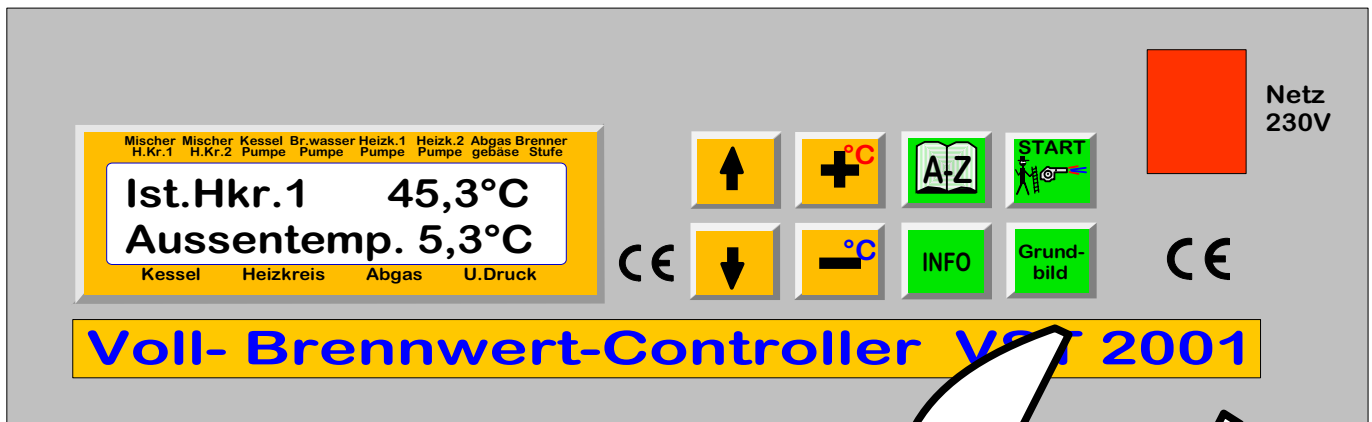 Mischer Mischer Kessel Br.wasser Heizk.1 Heizk.2 Abgas Brenner
H.Kr.1 H.Kr.2 Pumpe Pumpe Pumpe Pumpe gebäse Stufe
Ist.Hkr.1 45,3°C
Aussentemp. 5,3°C
Kessel Heizkreis Abgas U.Druck
CE
°C
A-Z
START
°C
INFO
Grund-
bild
Netz
230V
CE
Voll- Brennwert-Controller VST 2001